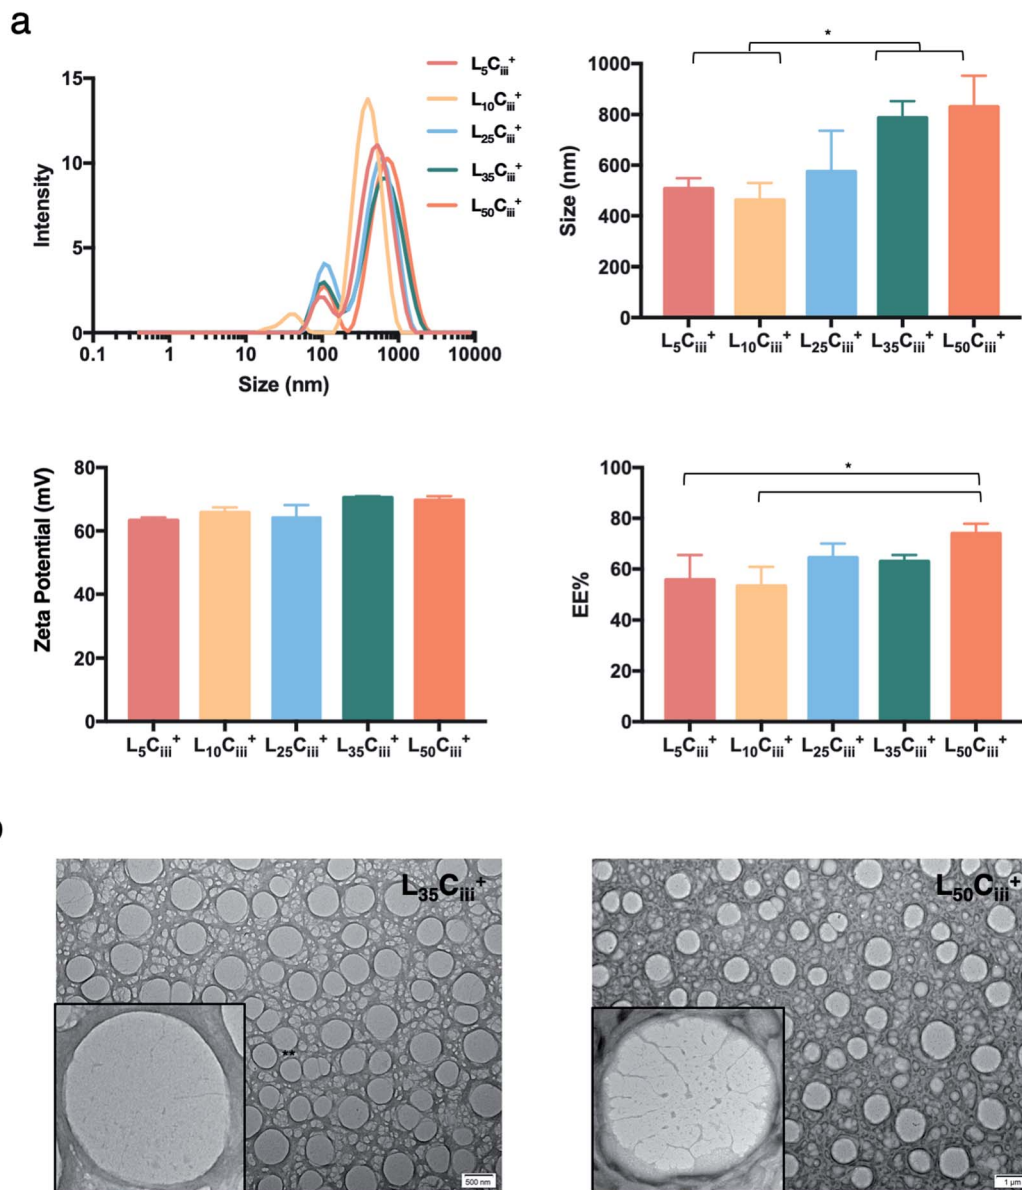 a
Intensity
15
10
5
0
0.1 1 10 100 1000 10000
Size (nm)
L5Ciii+
L10Ciii+
L25Ciii+
L35Ciii+
L50Ciii+
*
Size (nm)
1000
800
600
400
200
0
L5Ciii+ L10Ciii+ L25Ciii+ L35Ciii+ L50Ciii+
Zeta Potential (mV)
80
60
40
20
0
L5Ciii+ L10Ciii+ L25Ciii+ L35Ciii+ L50Ciii+
*
EE%
100
80
60
40
20
0
L5Ciii+ L10Ciii+ L25Ciii+ L35Ciii+ L50Ciii+
L35Ciii+
**
500 nm
L50Ciii+
1 µm